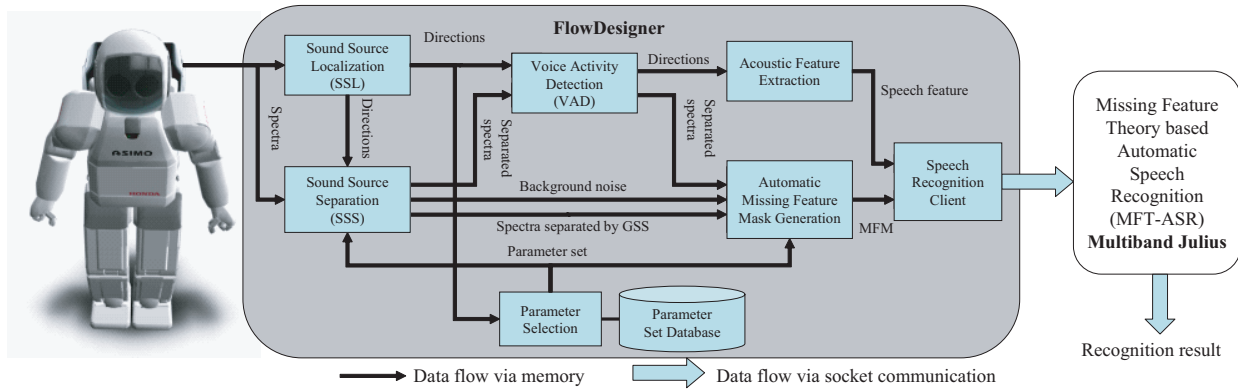 FlowDesigner
Sound Source
Localization
(SSL)
Directions
Voice Activity
Detection
(VAD)
Directions
Acoustic Feature
Extraction
Speech feature
Spectra
Directions
Separated
spectra
Separated
spectra
Sound Source
Separation
(SSS)
Background noise
Spectra separated by GSS
Automatic
Missing Feature
Mask Generation
MFM
Speech
Recognition
Client
Parameter set
Parameter
Selection
Parameter
Set Database
Missing Feature
Theory based
Automatic
Speech
Recognition
(MFT-ASR)
Multiband Julius
Recognition result
ASIMO
HONDA
Data flow via memory
Data flow via socket communication